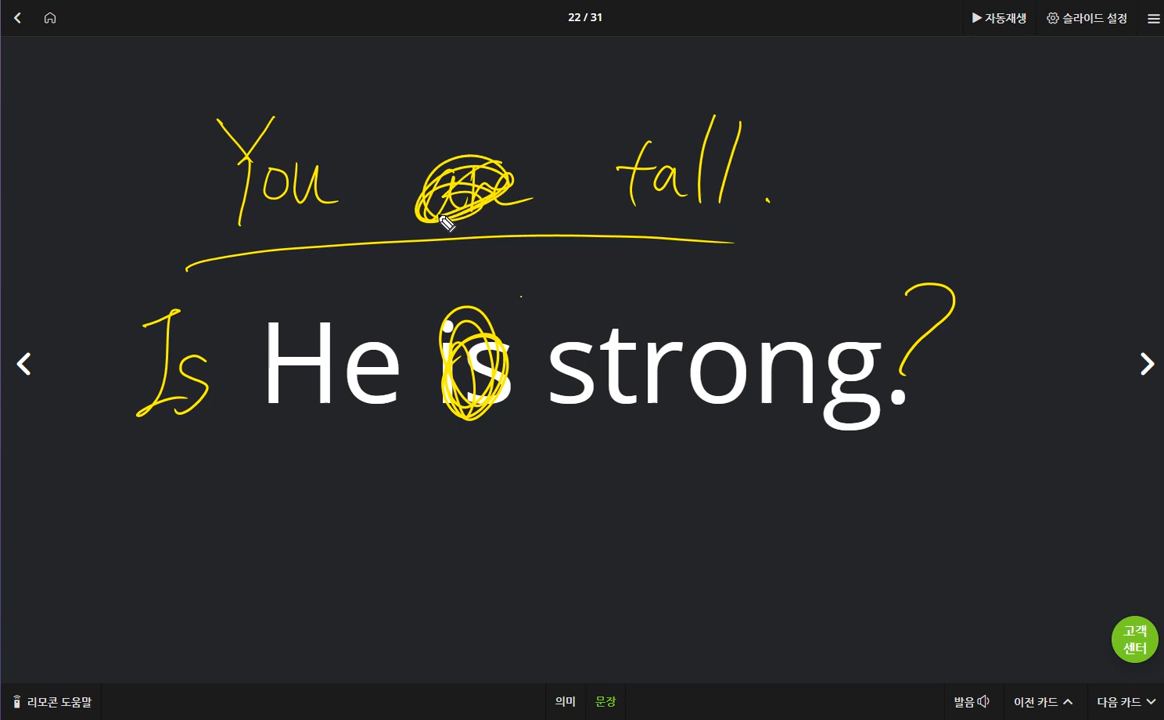 22 / 31
자동재생
슬라이드 설정
You are tall.
Is He is strong.?
고객
센터
리모콘 도움말
의미
문장
발음
이전 카드
다음 카드